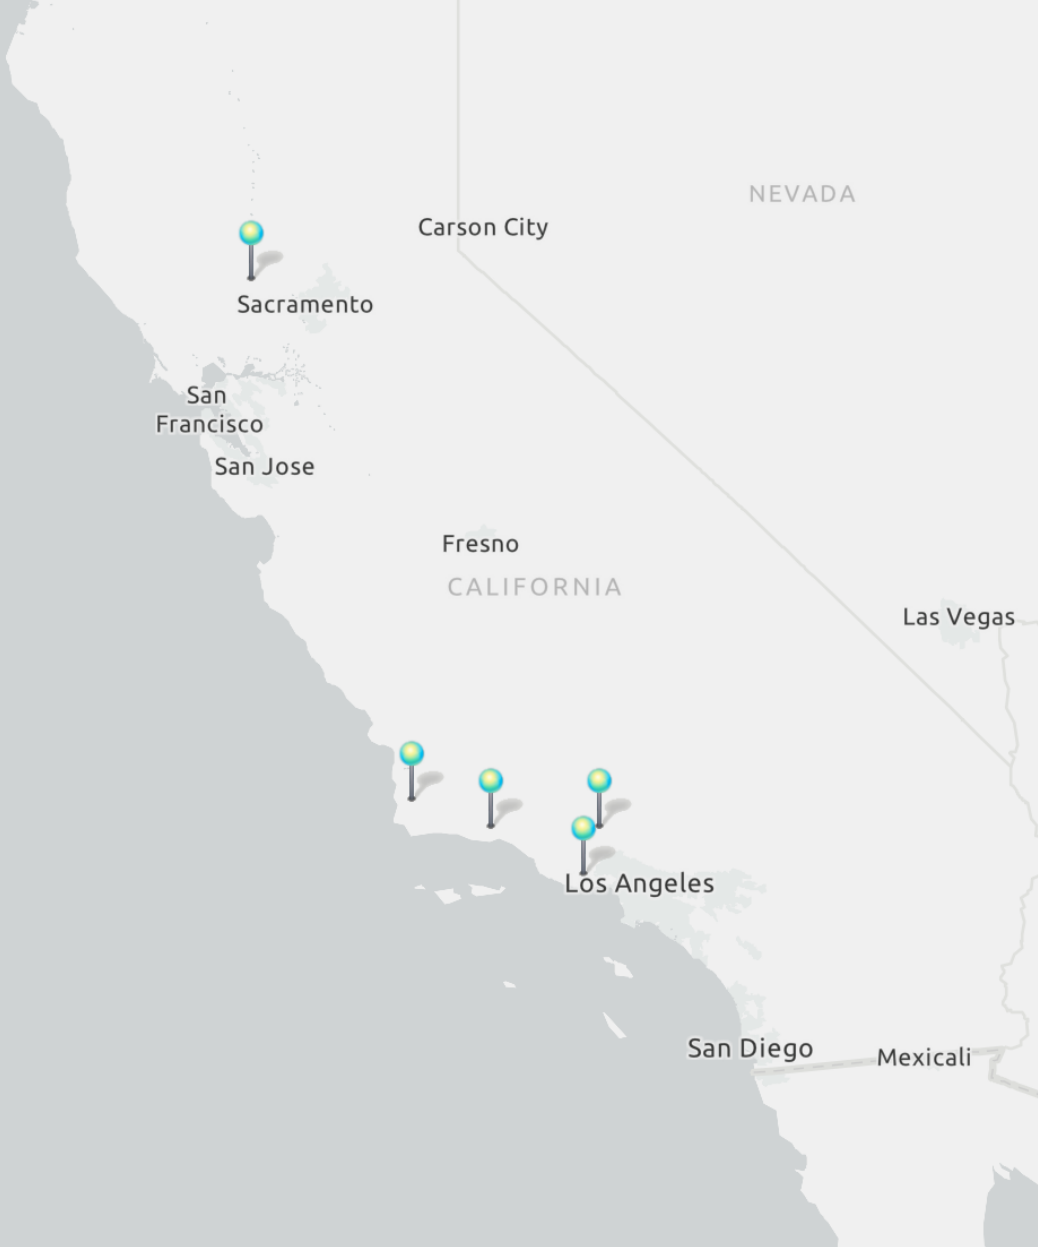 NEVADA
Carson City
Sacramento
San
Francisco
San Jose
Fresno
CALIFORNIA
Las Vegas
Los Angeles
San Diego
Mexicali